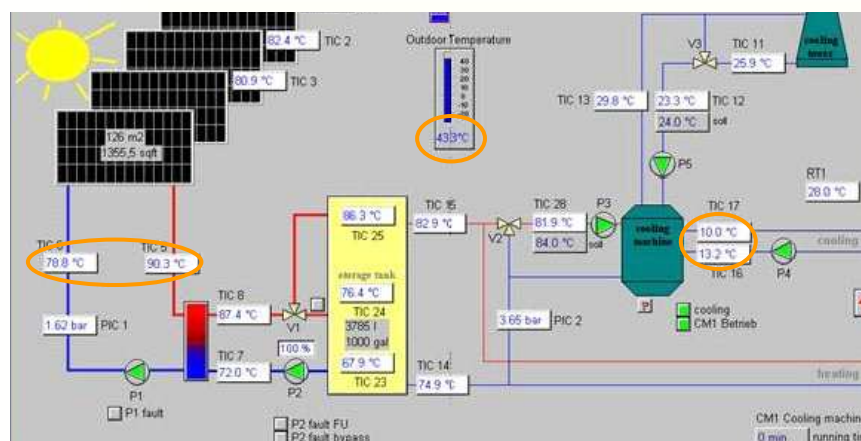 82.4 °C TIC 2
80.9 °C TIC 3
126 m2
1355,5 sqft
Outdoor Temperature
40
30
20
10
0
-10
-20
43.3°C
cooling
tower
V3
TIC 11
25.9 °C
TIC 13 29.8 °C
23.3 °C TIC 12
24.0 °C soll
P5
RT1
28.0 °C
TIC 5
78.8 °C
90.3 °C
1.62 bar PIC 1
P1
P1 fault
TIC 8
87.4 °C
V1
TIC 7
72.0 °C
100 %
P2
P2 fault FU
P2 fault bypass
86.3 °C
TIC 25
storage tank
76.4 °C
TIC 24
3785 l
1000 gal
67.9 °C
TIC 23
TIC 15
82.9 °C
TIC 14
74.9 °C
V2
TIC 28
81.9 °C
84.0 °C soll
P3
3.65 bar PIC 2
cooling
machine
?
TIC 17
10.0 °C
13.2 °C
TIC 16
P4
cooling
cooling
CM1 Betrieb
heating
CM1 Cooling machin
0 min running ti